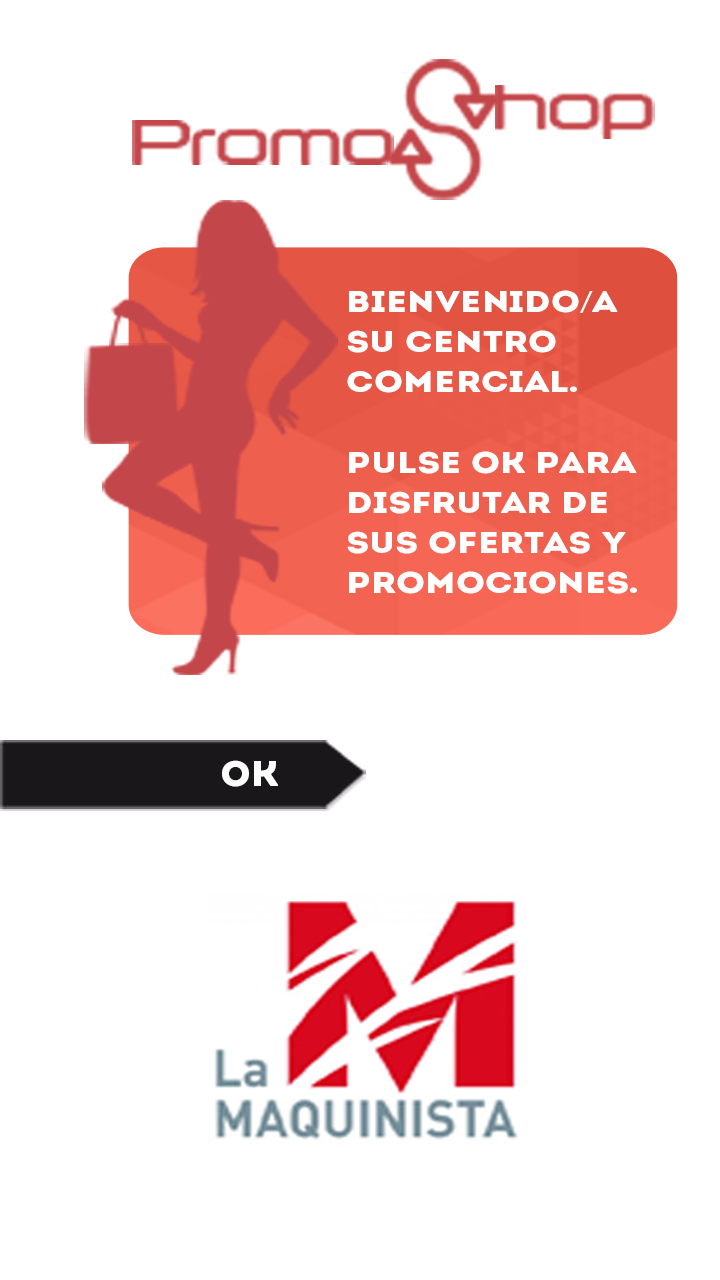 PromoShop
BIENVENIDO/A
SU CENTRO
COMERCIAL.
PULSE OK PARA
DISFRUTAR DE
SUS OFERTAS Y
PROMOCIONES.
OK
M
La
MAQUINISTA